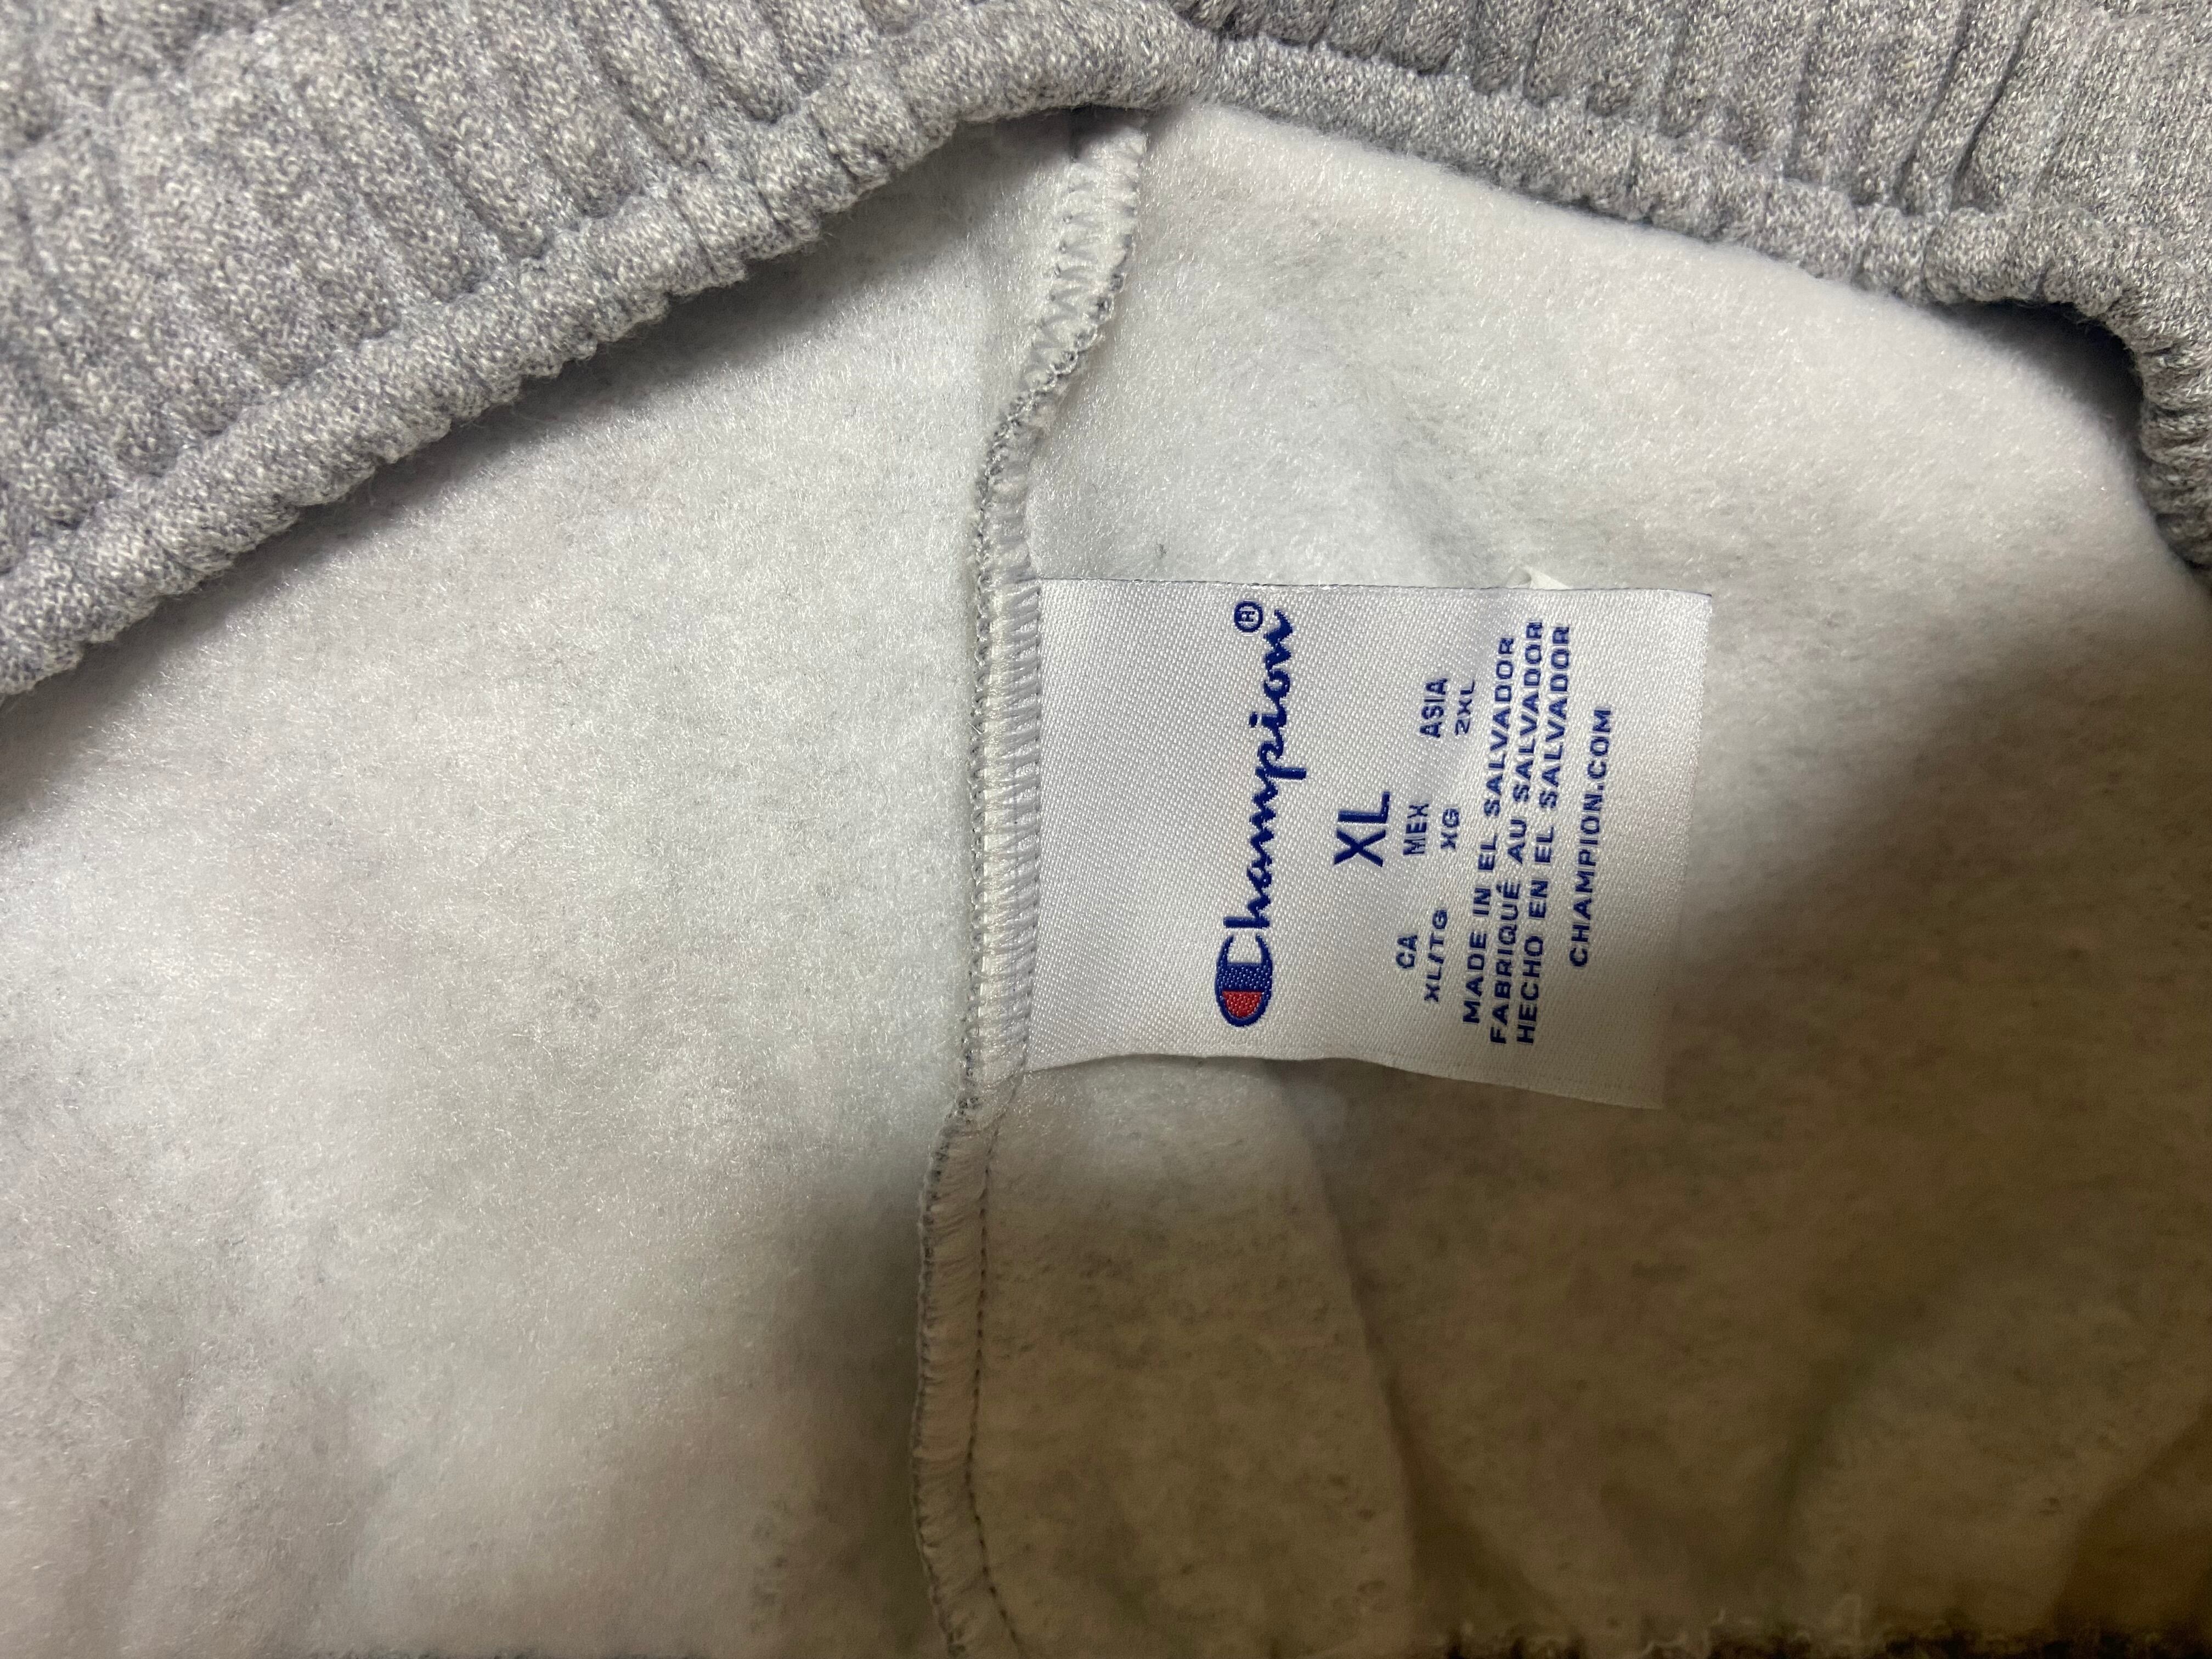 Champion®
XL
CA MEX ASIA
XL/TG XG 2XL
MADE IN EL SALVADOR
FABRIQUÉ AU SALVADOR
HECHO EN EL SALVADOR
CHAMPION.COM